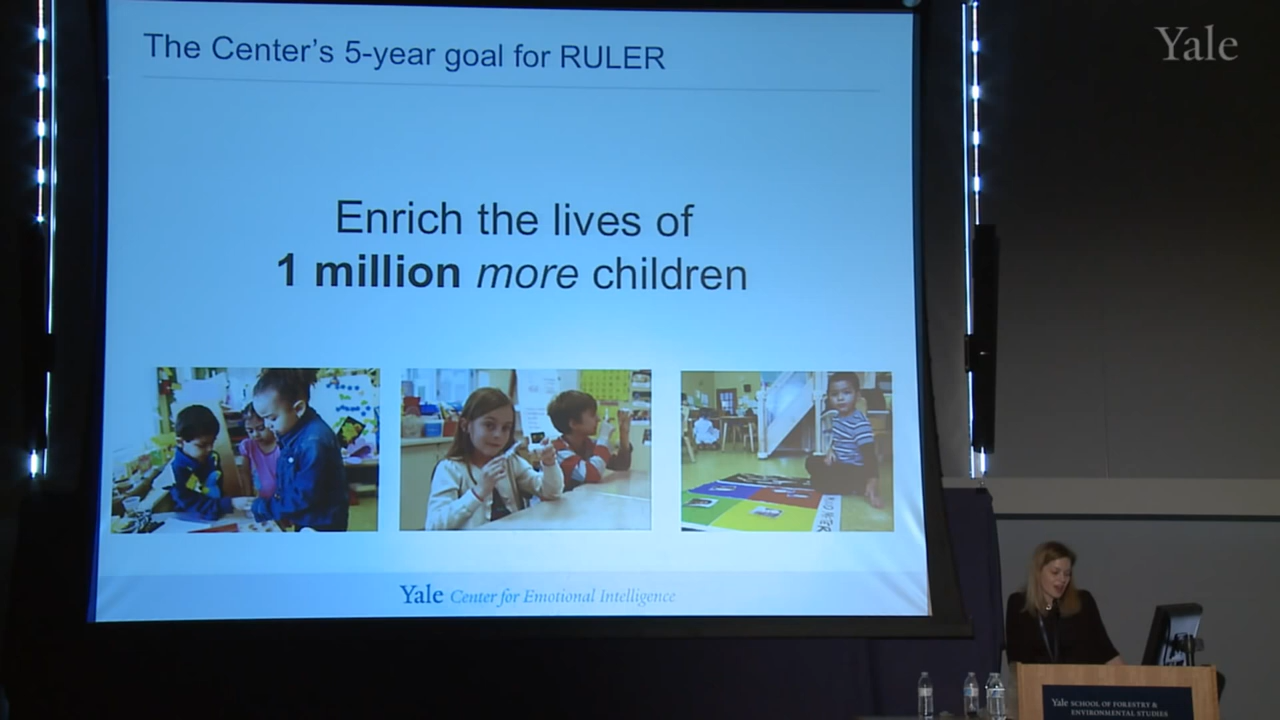 The Center's 5-year goal for RULER
Yale
Enrich the lives of
1 million more children
Yale Center for Emotional Intelligence
Yale SCHOOL OF FORESTRY &
ENVIRONMENTAL STUDIES